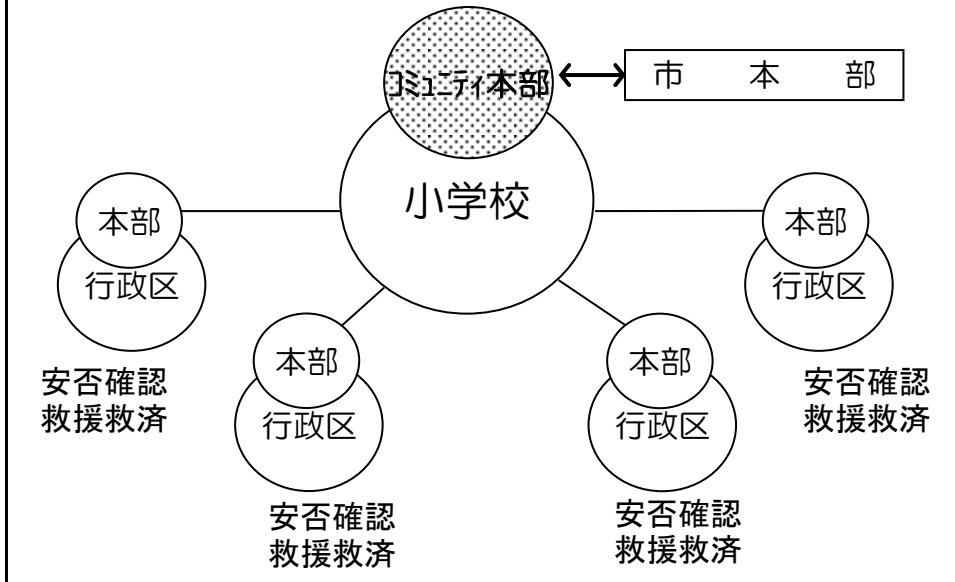 コミュニティ本部
市 本 部
小学校
本部
行政区
安否確認
救援救済
本部
行政区
安否確認
救援救済
本部
行政区
安否確認
救援救済
本部
行政区
安否確認
救援救済